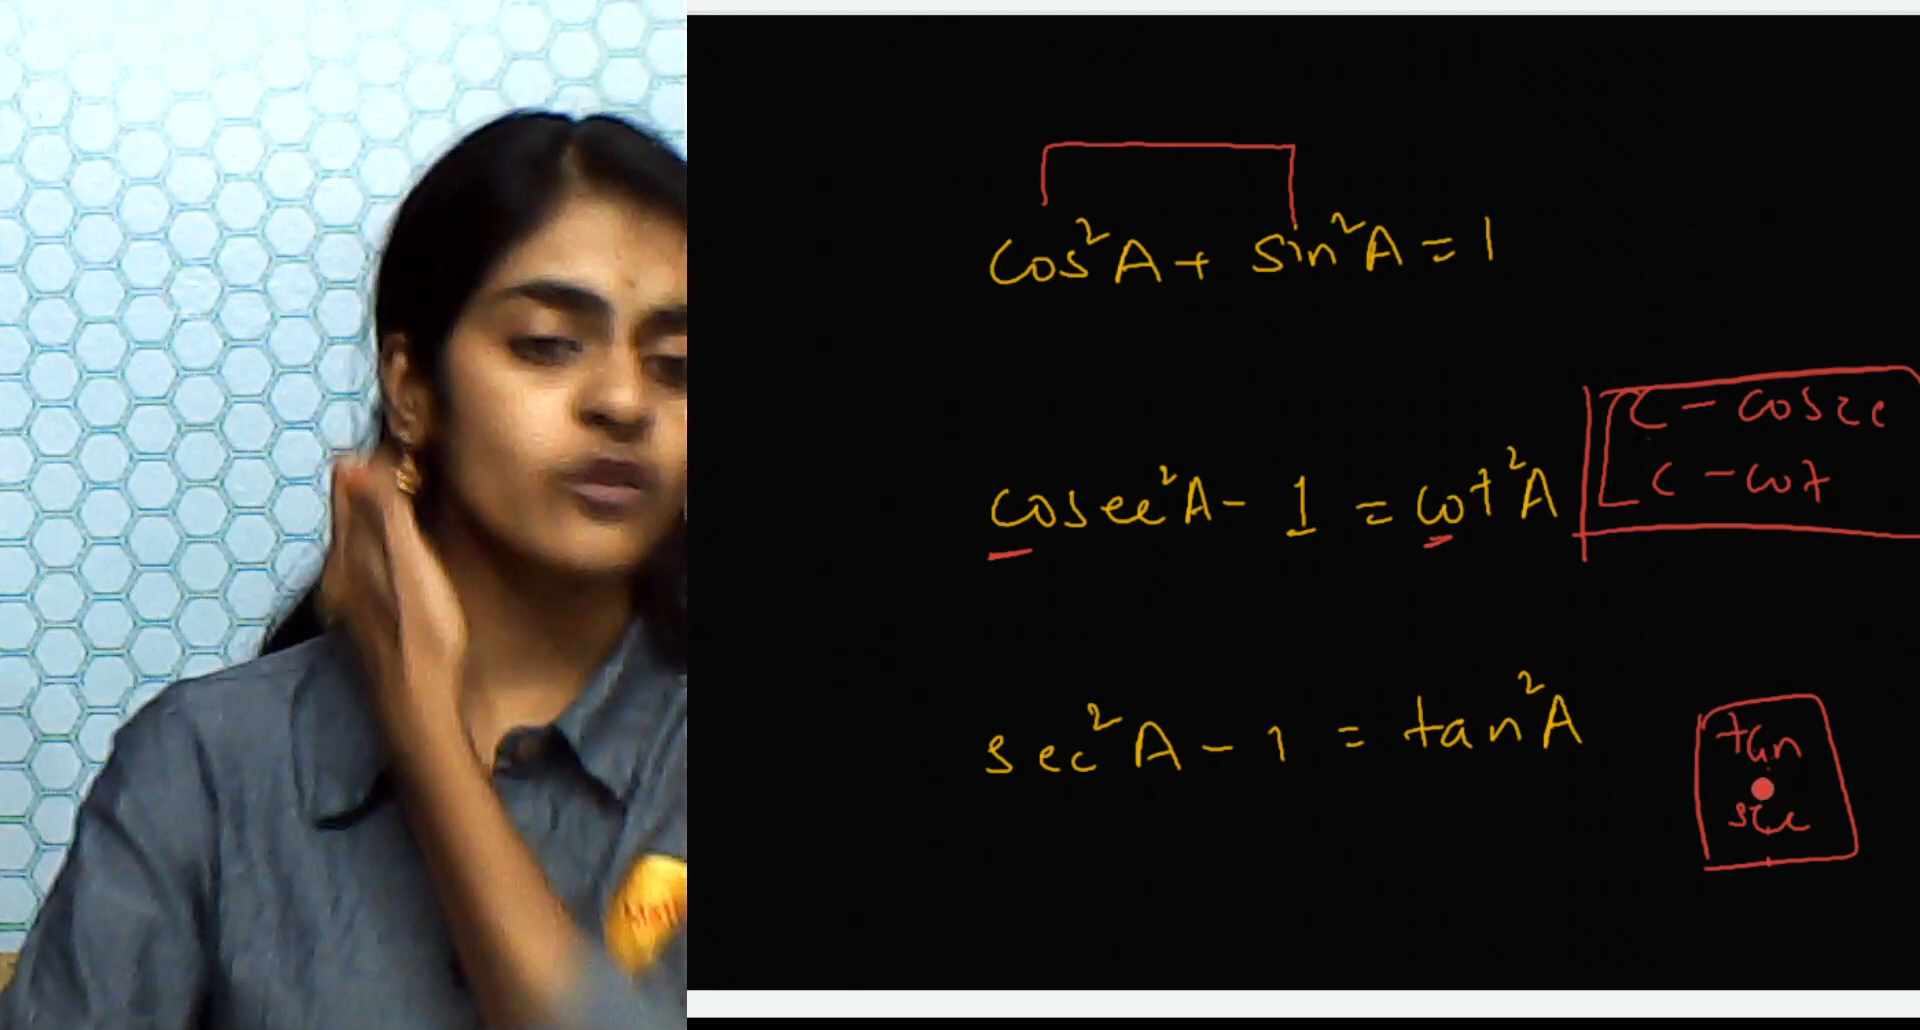 cos²A + sin²A = 1
C - cosec
C - cot
cosec²A - 1 = cot²A
sec²A - 1 = tan²A
tan
sec